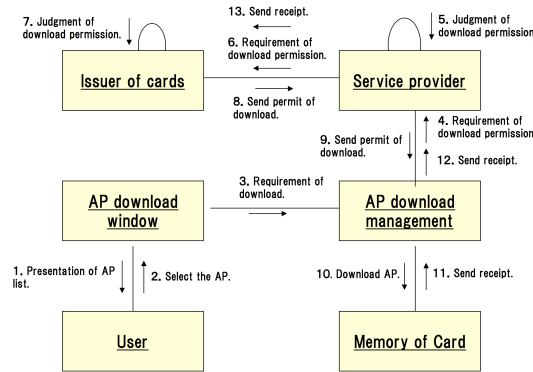 13. Send receipt.
7. Judgment of
download permission.
5. Judgment of
download permission
6. Requirement of
download permission.
Issuer of cards
Service provider
8. Send permit of
download.
4. Requirement of
download permission
9. Send permit of
download.
12. Send receipt.
3. Requirement of
download.
AP download
window
AP download
management
1. Presentation of AP
list.
2. Select the AP.
10. Download AP.
11. Send receipt.
User
Memory of Card